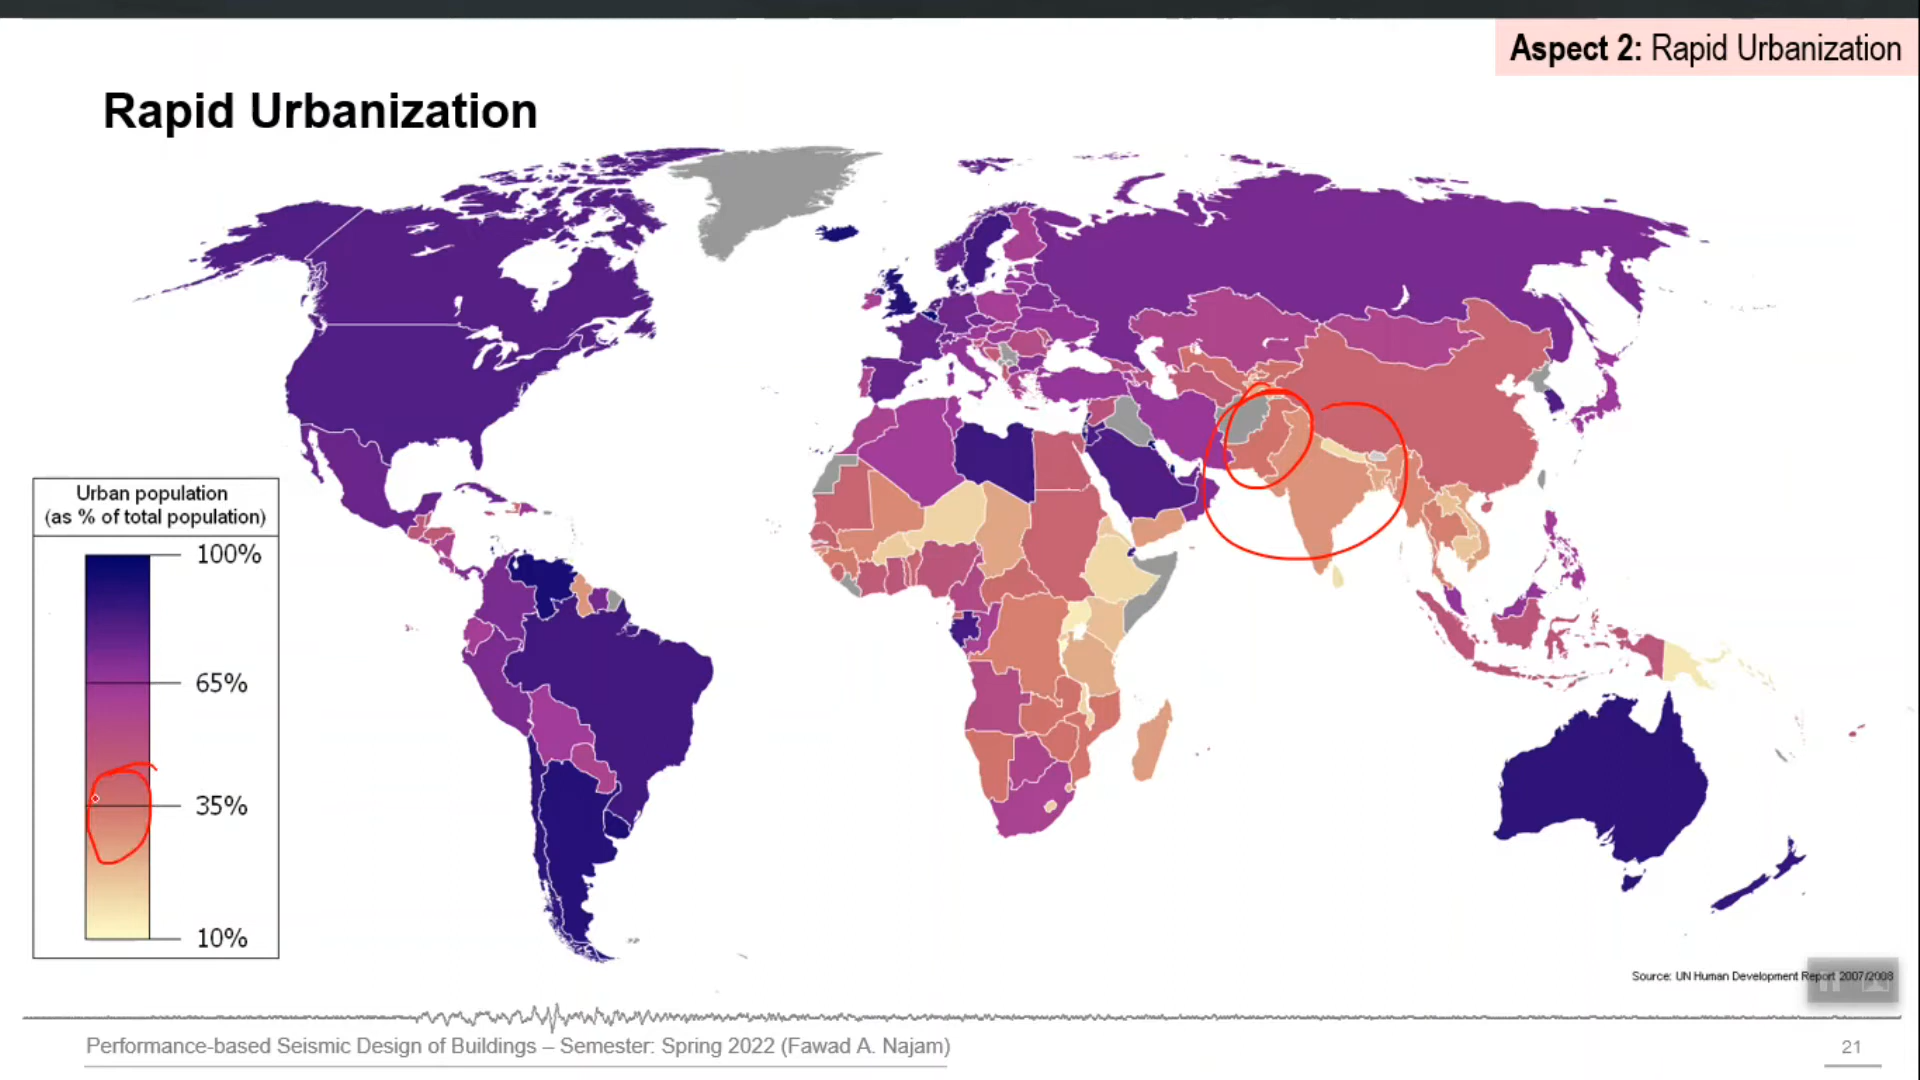 Aspect 2: Rapid Urbanization
Rapid Urbanization
Urban population
(as % of total population)
100%
65%
35%
10%
Source: UN Human Development Report 2007/2008
Performance-based Seismic Design of Buildings – Semester: Spring 2022 (Fawad A. Najam)
21